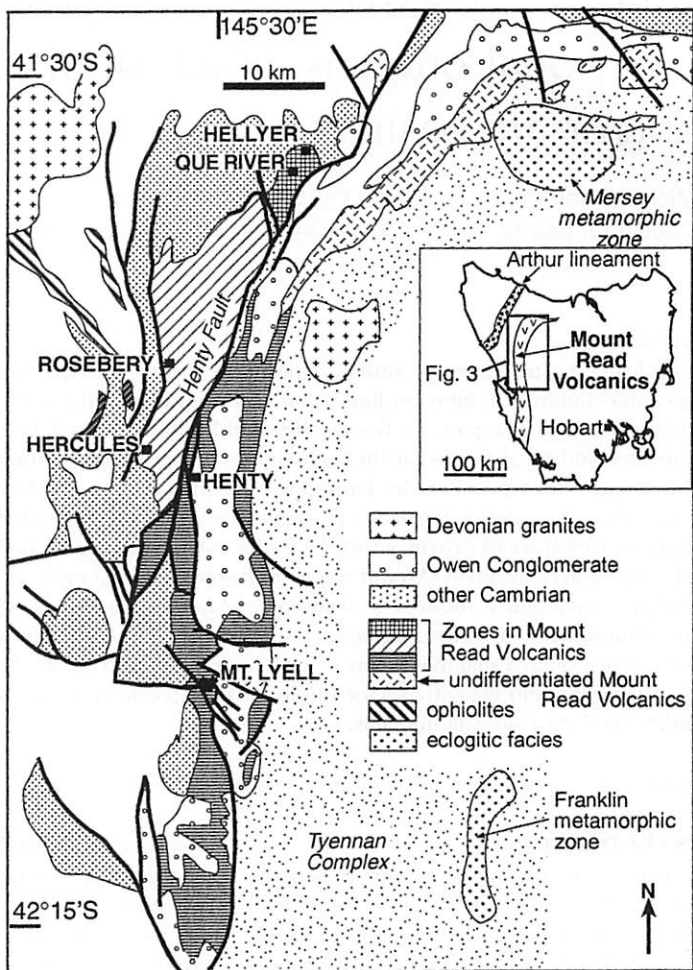 145°30'E
41°30'S
10 km
HELLYER
QUE RIVER
Mersey
metamorphic
zone
Arthur lineament
Henty Fault
ROSEBERY
Mount
Read
Volcanics
Fig. 3
HERCULES
Hobart
100 km
HENTY
Devonian granites
Owen Conglomerate
other Cambrian
Zones in Mount
Read Volcanics
undifferentiated Mount
Read Volcanics
MT. LYELL
ophiolites
eclogitic facies
Franklin
metamorphic
zone
Tyennan
Complex
42°15'S
N